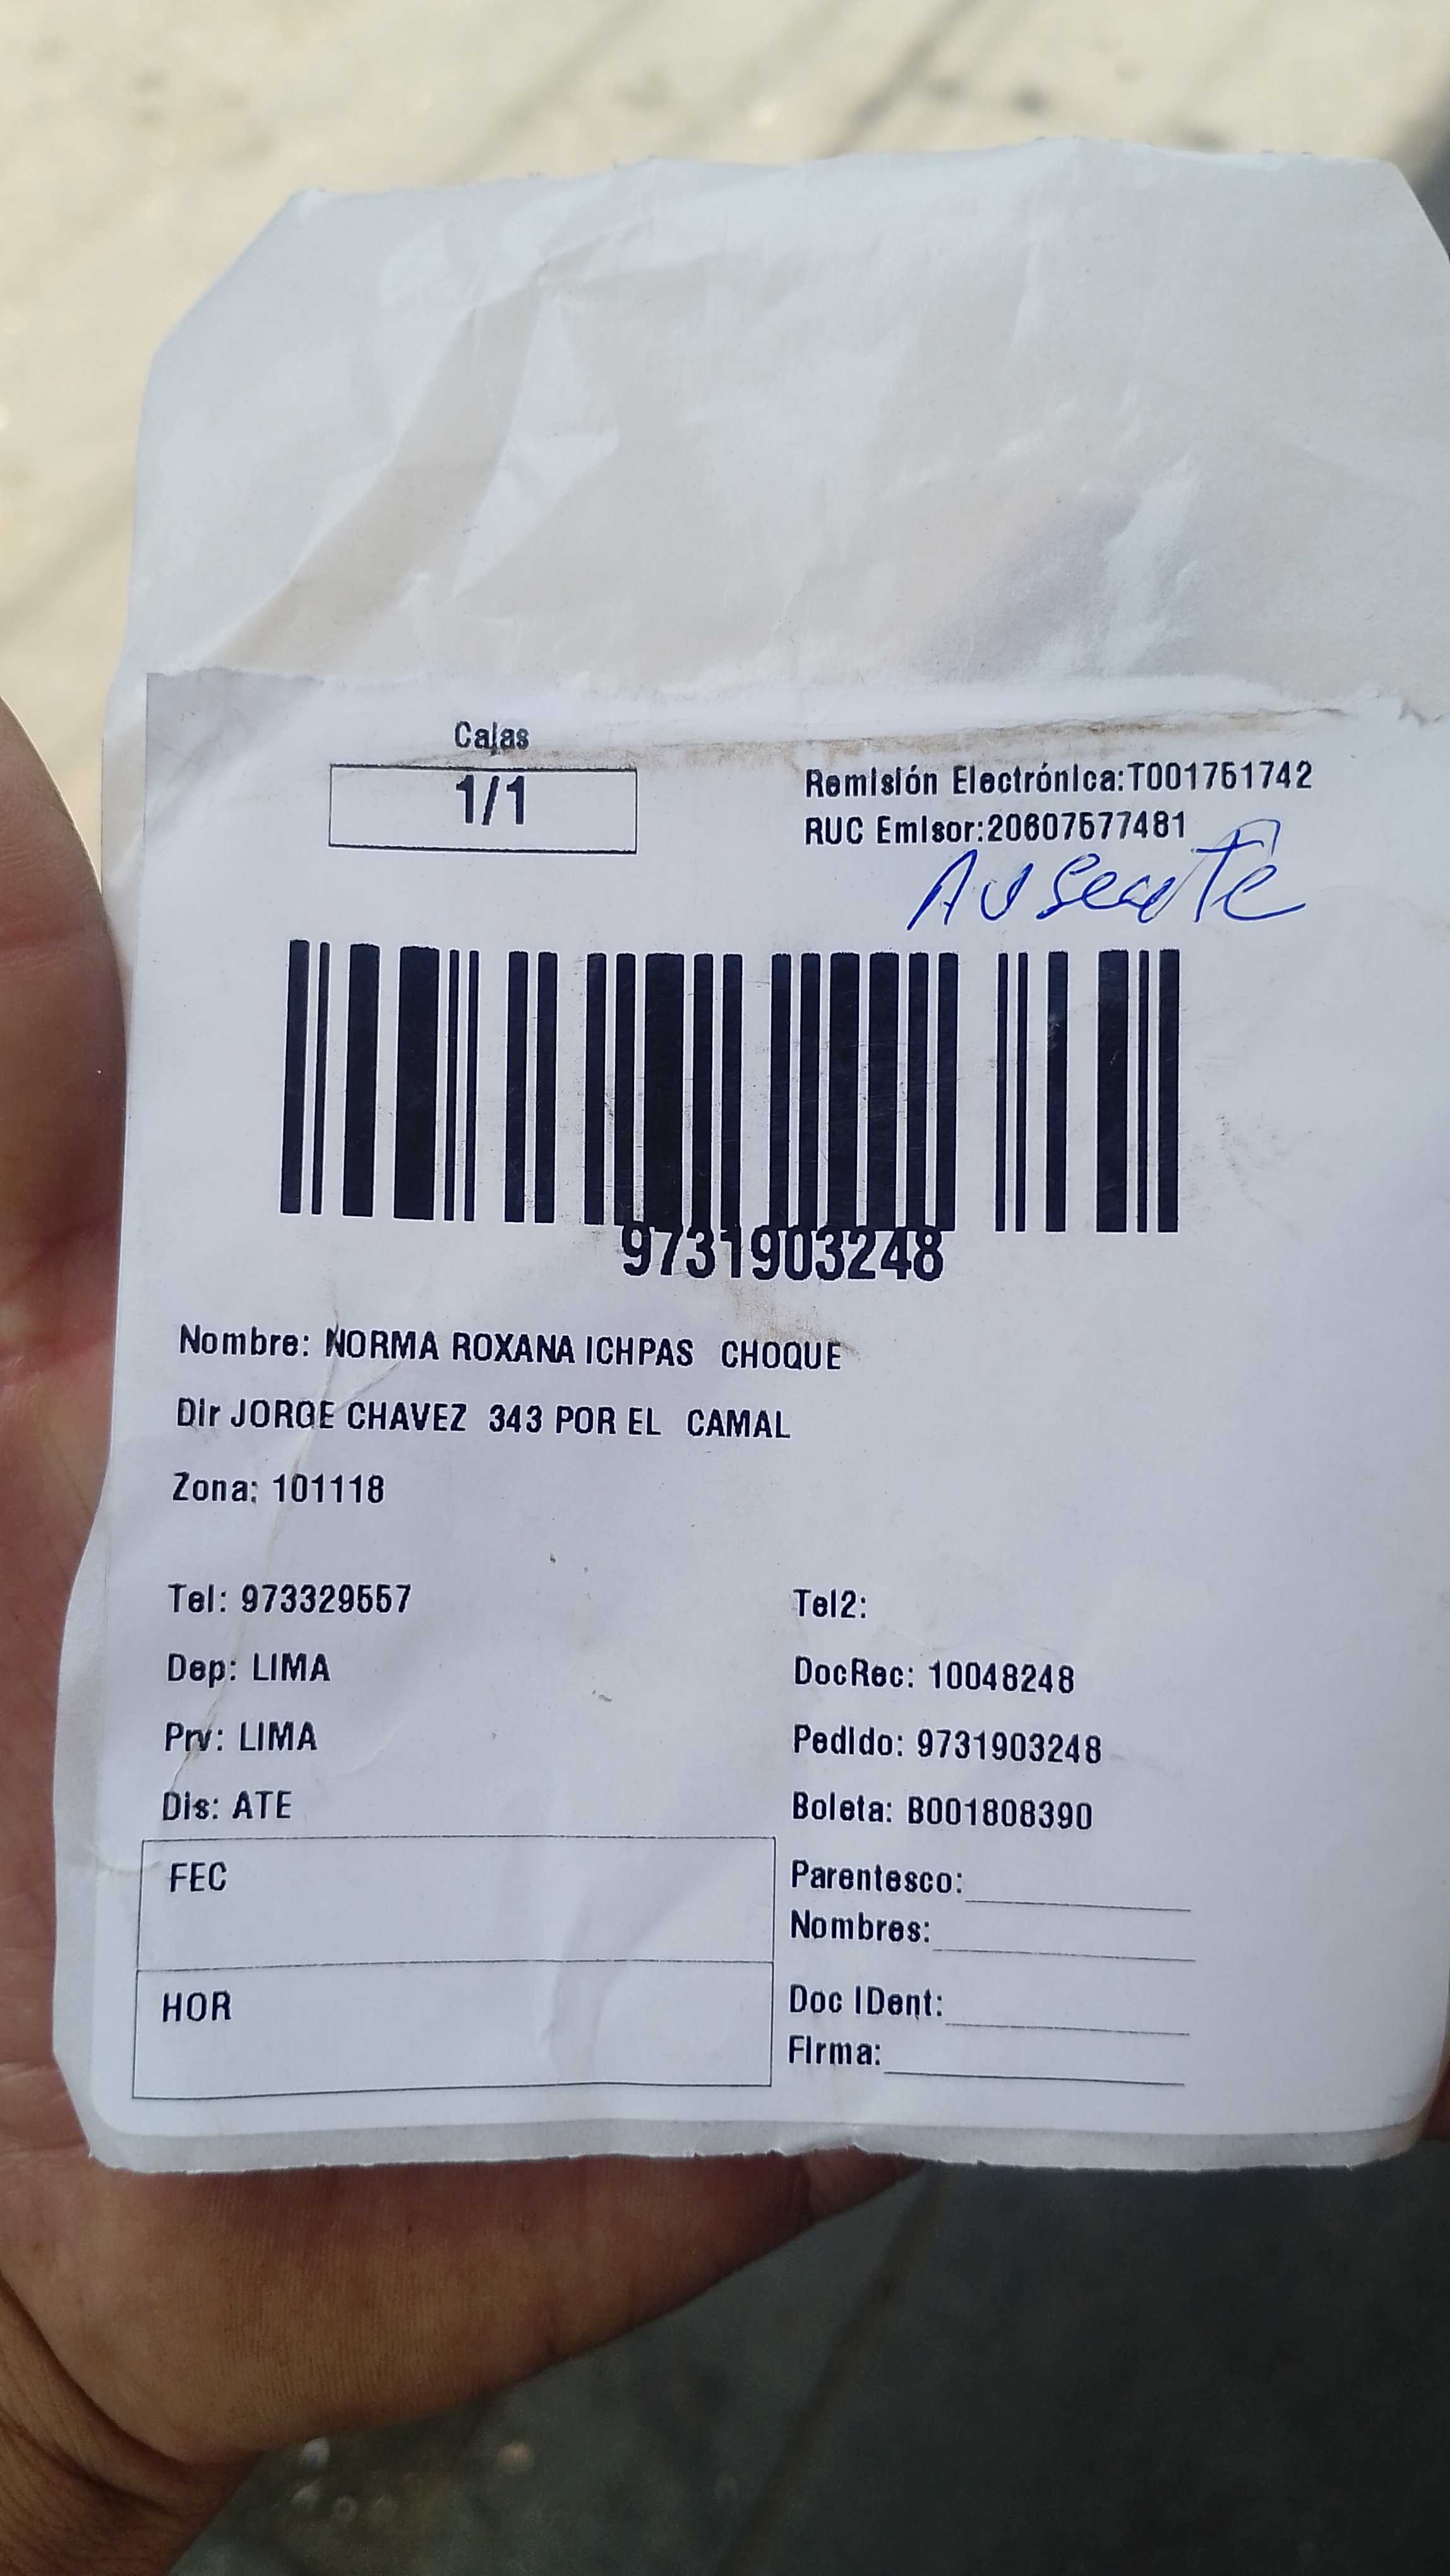 Cajas
1/1
Remisión Electrónica:T001751742
RUC Emisor:20607577481
Ausente
9731903248
Nombre: NORMA ROXANA ICHPAS CHOQUE
Dir JORGE CHAVEZ 343 POR EL CAMAL
Zona: 101118
Tel: 973329557
Tel2:
Dep: LIMA
DocRec: 10048248
Prv: LIMA
Pedido: 9731903248
Dis: ATE
Boleta: B001808390
FEC
Parentesco:
Nombres:
HOR
Doc IDent:
Firma: